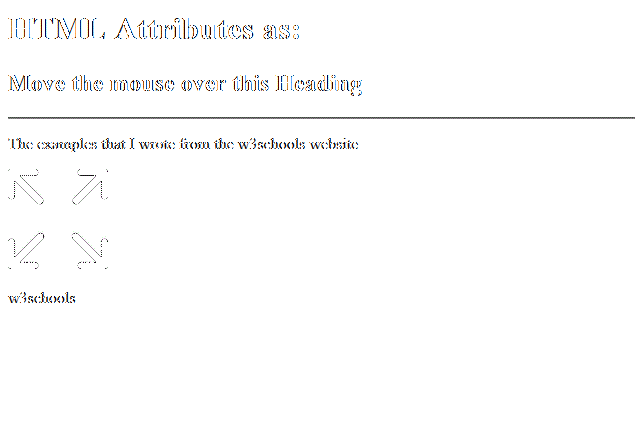 HTML Attributes as:
Move the mouse over this Heading
The examples that I wrote from the w3schools website
w3schools